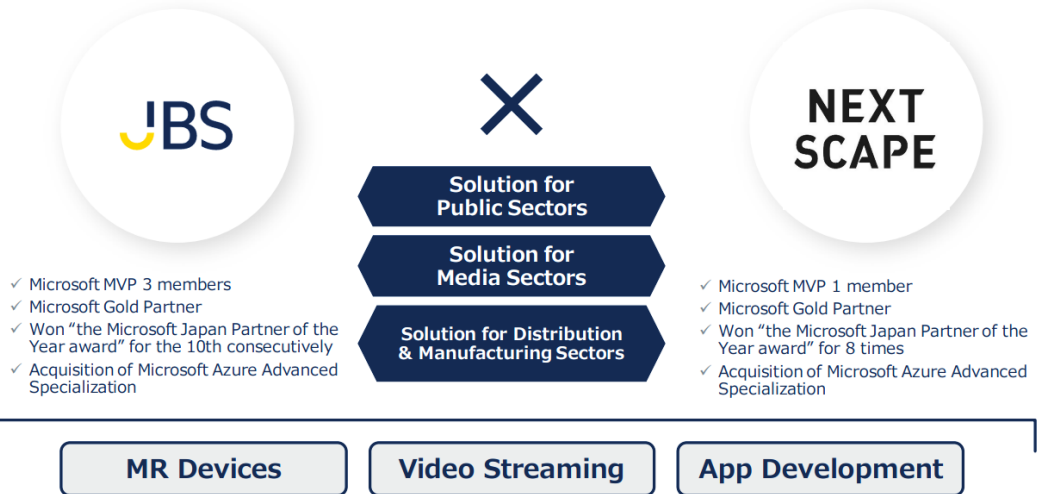 JBS
NEXT
SCAPE
Solution for
Public Sectors
Solution for
Media Sectors
Solution for Distribution
& Manufacturing Sectors
✓ Microsoft MVP 3 members
✓ Microsoft Gold Partner
✓ Won “the Microsoft Japan Partner of the
Year award” for the 10th consecutively
✓ Acquisition of Microsoft Azure Advanced
Specialization
✓ Microsoft MVP 1 member
✓ Microsoft Gold Partner
✓ Won “the Microsoft Japan Partner of the
Year award” for 8 times
✓ Acquisition of Microsoft Azure Advanced
Specialization
MR Devices
Video Streaming
App Development